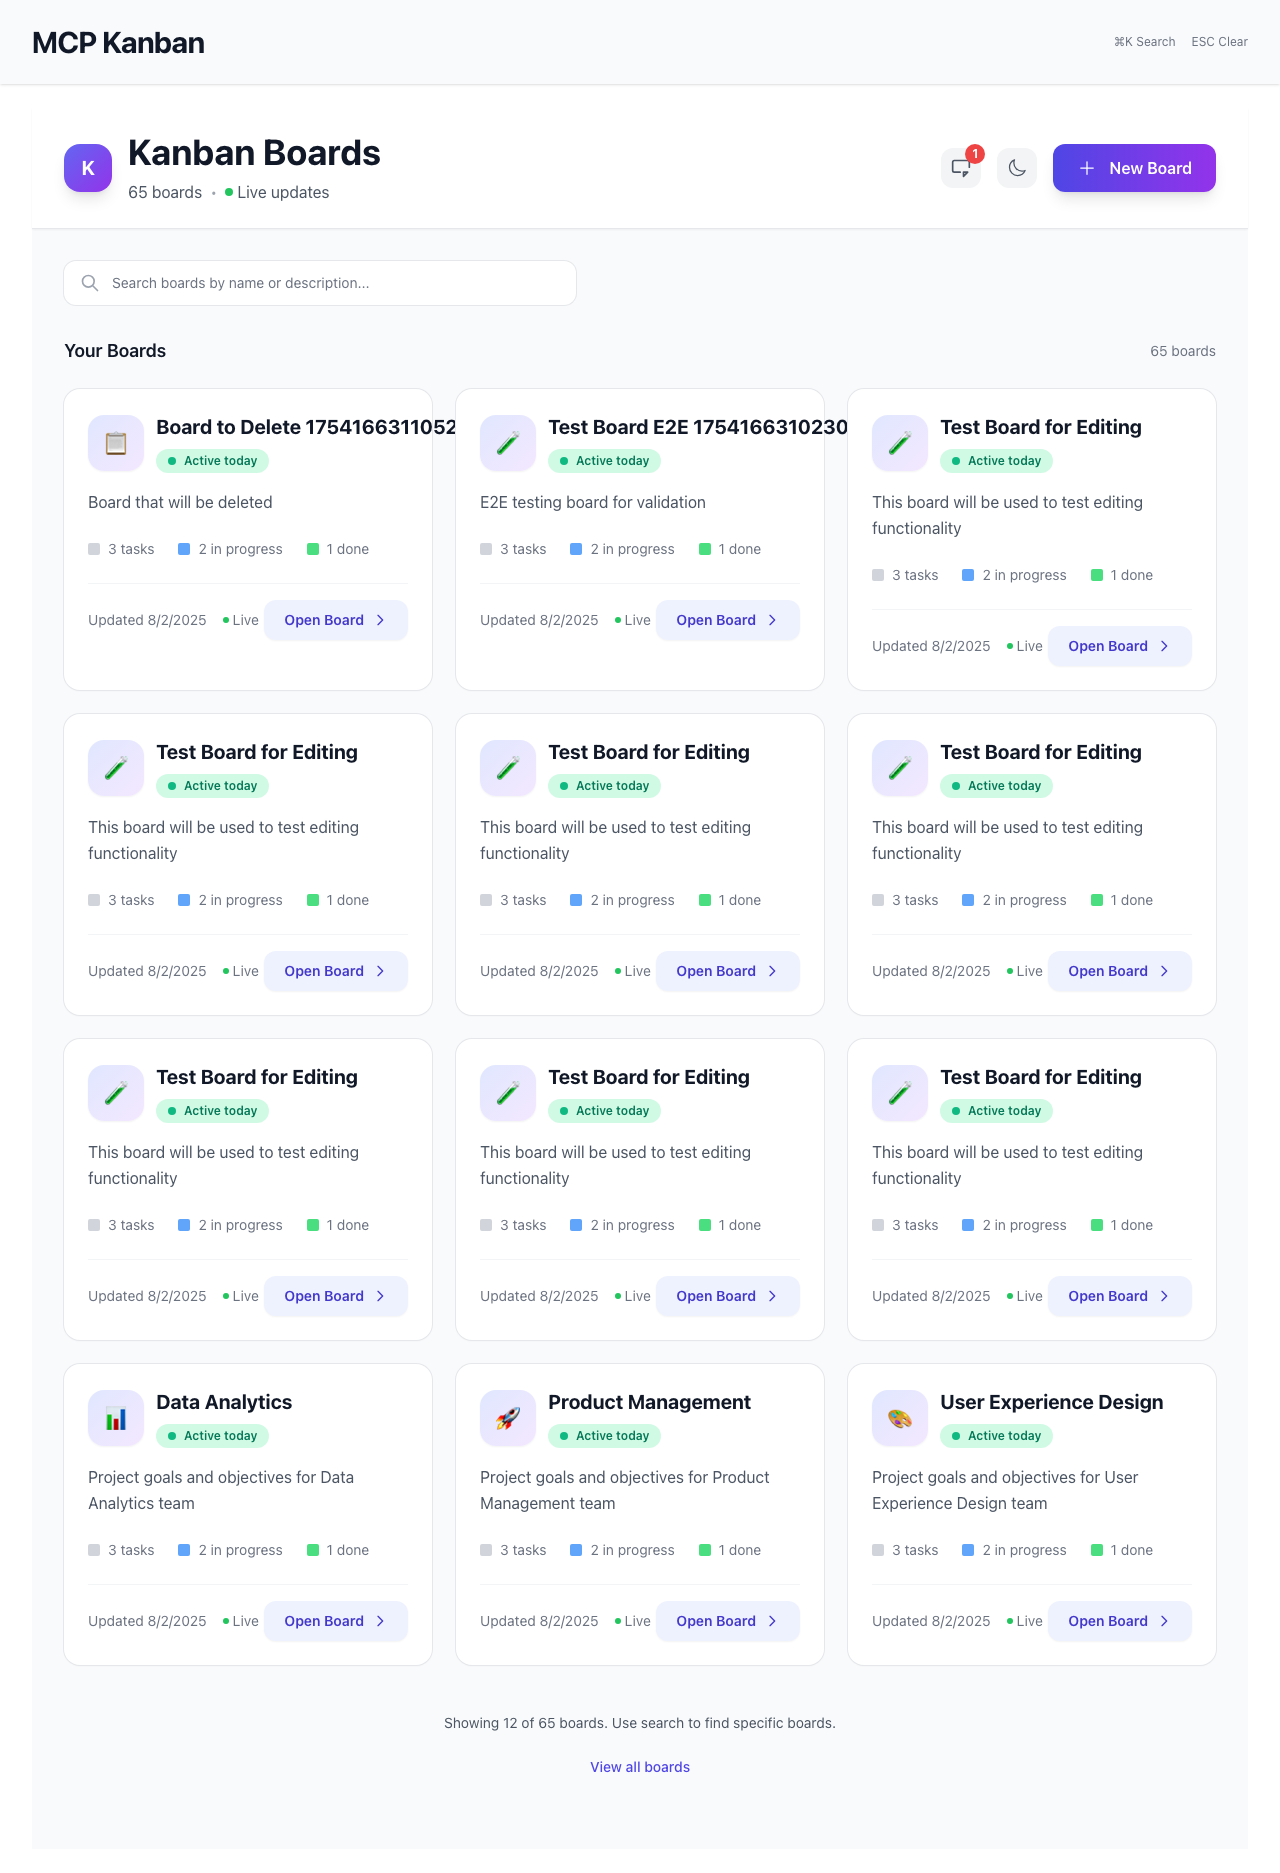 MCP Kanban
⌘K Search ESC Clear
K
Kanban Boards
65 boards • Live updates
1
New Board
Search boards by name or description...
Your Boards
65 boards
Board to Delete 1754166311052
Active today
Board that will be deleted
3 tasks 2 in progress 1 done
Updated 8/2/2025 Live Open Board
Test Board E2E 1754166310230
Active today
E2E testing board for validation
3 tasks 2 in progress 1 done
Updated 8/2/2025 Live Open Board
Test Board for Editing
Active today
This board will be used to test editing
functionality
3 tasks 2 in progress 1 done
Updated 8/2/2025 Live Open Board
Test Board for Editing
Active today
This board will be used to test editing
functionality
3 tasks 2 in progress 1 done
Updated 8/2/2025 Live Open Board
Test Board for Editing
Active today
This board will be used to test editing
functionality
3 tasks 2 in progress 1 done
Updated 8/2/2025 Live Open Board
Test Board for Editing
Active today
This board will be used to test editing
functionality
3 tasks 2 in progress 1 done
Updated 8/2/2025 Live Open Board
Test Board for Editing
Active today
This board will be used to test editing
functionality
3 tasks 2 in progress 1 done
Updated 8/2/2025 Live Open Board
Test Board for Editing
Active today
This board will be used to test editing
functionality
3 tasks 2 in progress 1 done
Updated 8/2/2025 Live Open Board
Test Board for Editing
Active today
This board will be used to test editing
functionality
3 tasks 2 in progress 1 done
Updated 8/2/2025 Live Open Board
Data Analytics
Active today
Project goals and objectives for Data
Analytics team
3 tasks 2 in progress 1 done
Updated 8/2/2025 Live Open Board
Product Management
Active today
Project goals and objectives for Product
Management team
3 tasks 2 in progress 1 done
Updated 8/2/2025 Live Open Board
User Experience Design
Active today
Project goals and objectives for User
Experience Design team
3 tasks 2 in progress 1 done
Updated 8/2/2025 Live Open Board
Showing 12 of 65 boards. Use search to find specific boards.
View all boards